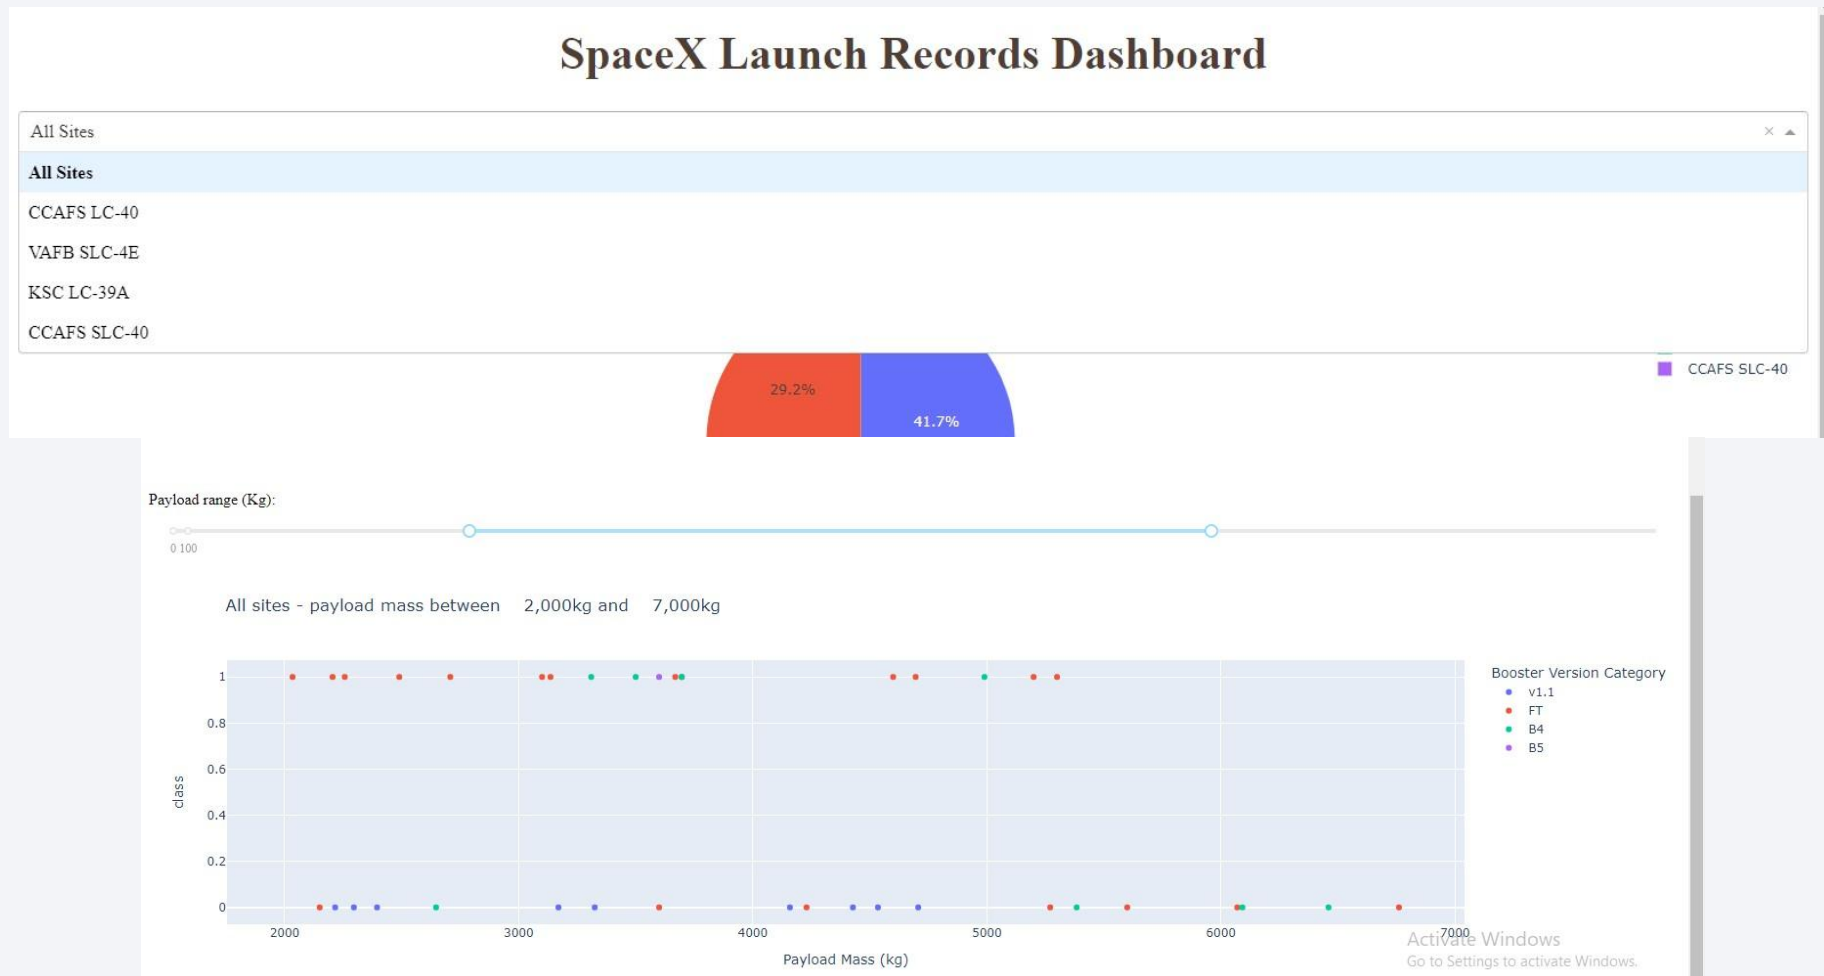 SpaceX Launch Records Dashboard
All Sites
All Sites
CCAFS LC-40
VAFB SLC-4E
KSC LC-39A
CCAFS SLC-40
CCAFS SLC-40
29.2%
41.7%
Payload range (Kg):
0 100
All sites - payload mass between 2,000kg and 7,000kg
Booster Version Category
v1.1
FT
B4
B5
1
0.8
0.6
0.4
0.2
0
class
2000 3000 4000 5000 6000 7000
Payload Mass (kg)
Activate Windows
Go to Settings to activate Windows.